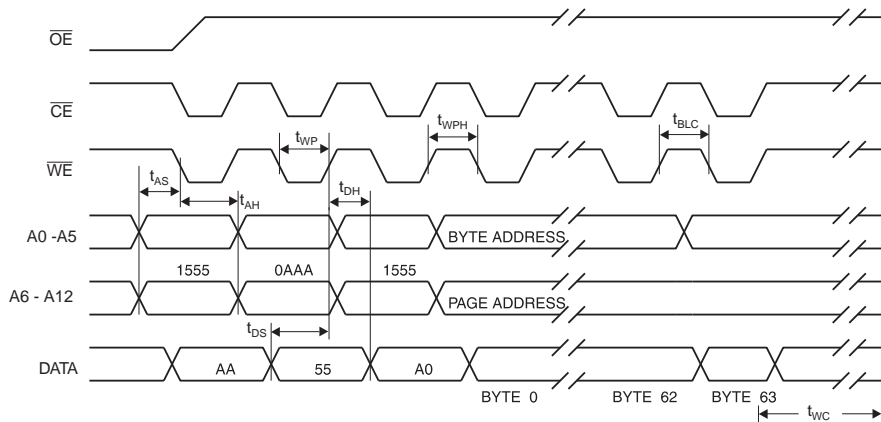 OE
CE
tWP
tWPH
tBLC
WE
tAS
tAH
tDH
A0 -A5
BYTE ADDRESS
1555
0AAA
1555
A6 - A12
PAGE ADDRESS
tDS
DATA
AA
55
A0
BYTE 0
BYTE 62
BYTE 63
tWC